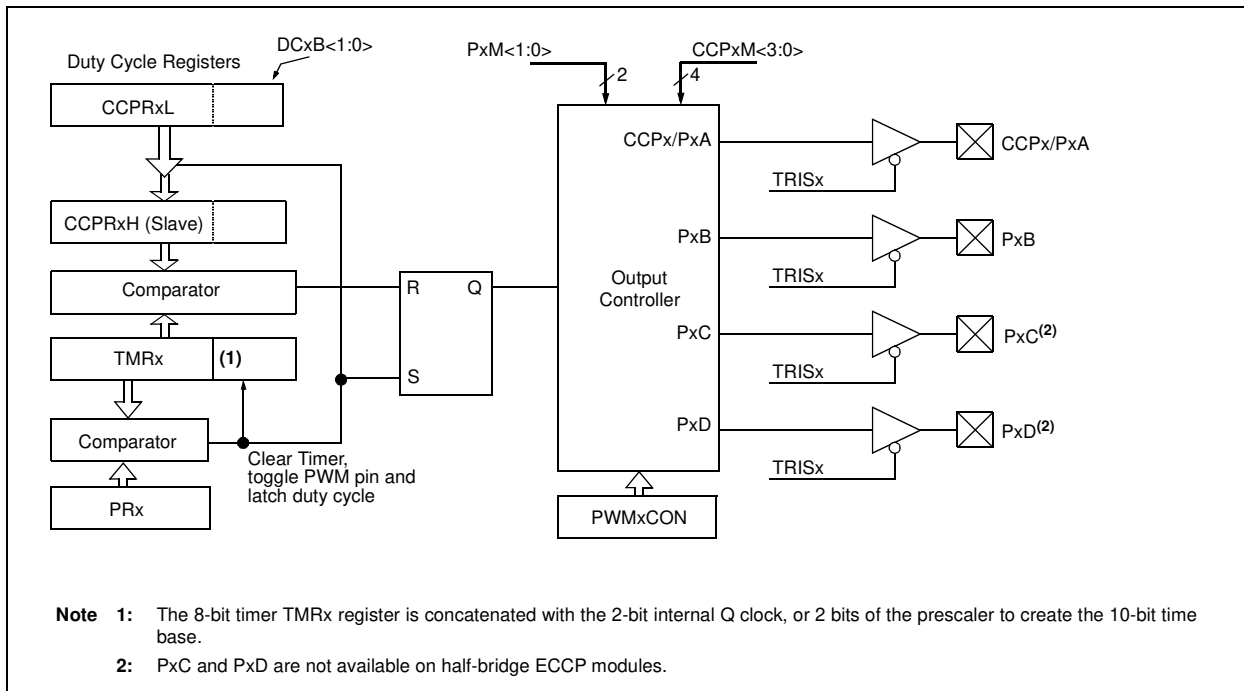 DCxB<1:0>
Duty Cycle Registers
CCPRxL
CCPRxH (Slave)
Comparator
TMRx
(1)
Comparator
PRx
Clear Timer,
toggle PWM pin and
latch duty cycle
R
Q
S
PxM<1:0>
2
CCPxM<3:0>
4
CCPx/PxA
PxB
Output
Controller
PxC
PxD
PWMxCON
TRISx
CCPx/PxA
TRISx
PxB
TRISx
PxC(2)
TRISx
PxD(2)
Note 1: The 8-bit timer TMRx register is concatenated with the 2-bit internal Q clock, or 2 bits of the prescaler to create the 10-bit time
base.
2: PxC and PxD are not available on half-bridge ECCP modules.